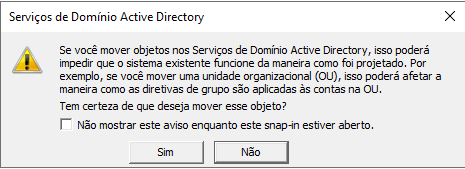 Serviços de Domínio Active Directory
Se você mover objetos nos Serviços de Domínio Active Directory, isso poderá
impedir que o sistema existente funcione da maneira como foi projetado. Por
exemplo, se você mover uma unidade organizacional (OU), isso poderá afetar a
maneira como as diretivas de grupo são aplicadas às contas na OU.
Tem certeza de que deseja mover esse objeto?
Não mostrar este aviso enquanto este snap-in estiver aberto.
Sim
Não